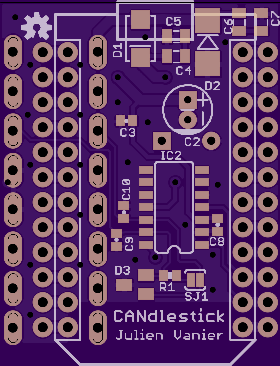 C5
C6
C7
D1
C4
D2
C3
C2
IC2
C10
C9
C8
D3
R1
SJ1
CANdlestick
Julien Vanier